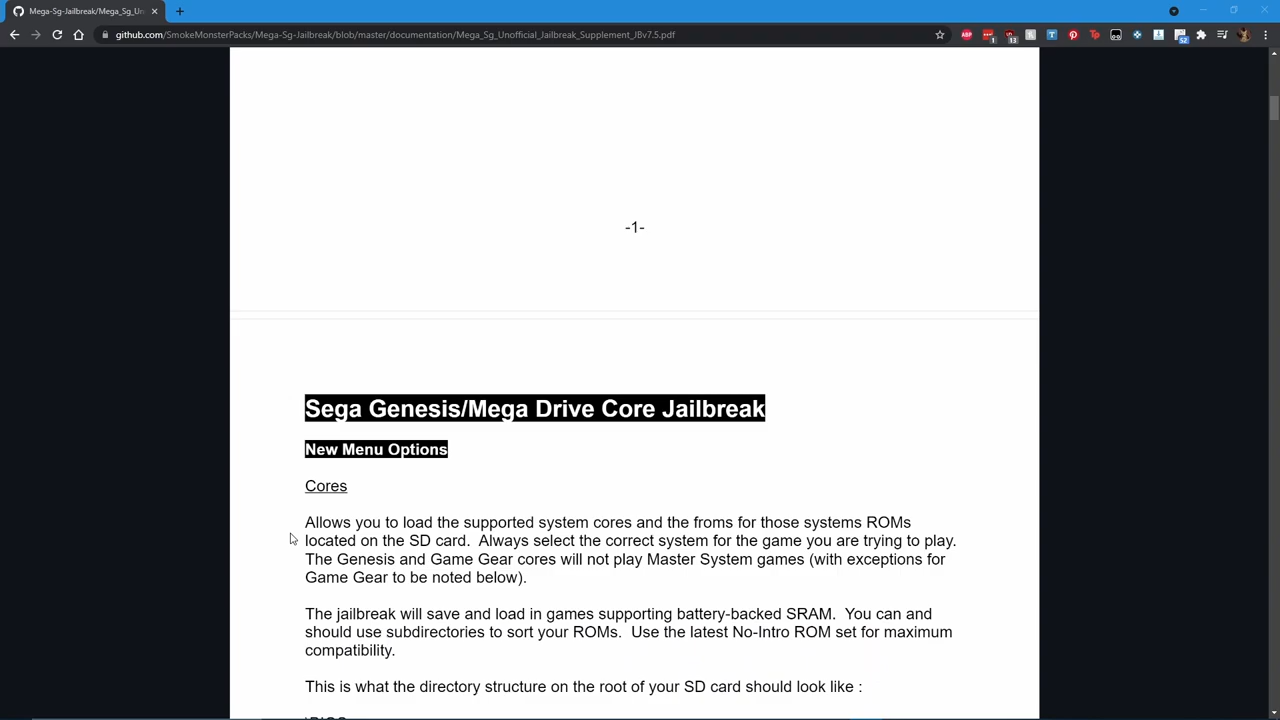 Mega-Sg-Jailbreak/Mega_Sg_Un
github.com/SmokeMonsterPacks/Mega-Sg-Jailbreak/blob/master/documentation/Mega_Sg_Unofficial_Jailbreak_Supplement_JBv7.5.pdf
-1-
Sega Genesis/Mega Drive Core Jailbreak
New Menu Options
Cores
Allows you to load the supported system cores and the froms for those systems ROMs
located on the SD card.  Always select the correct system for the game you are trying to play.
The Genesis and Game Gear cores will not play Master System games (with exceptions for
Game Gear to be noted below).
The jailbreak will save and load in games supporting battery-backed SRAM.  You can and
should use subdirectories to sort your ROMs.  Use the latest No-Intro ROM set for maximum
compatibility.
This is what the directory structure on the root of your SD card should look like :